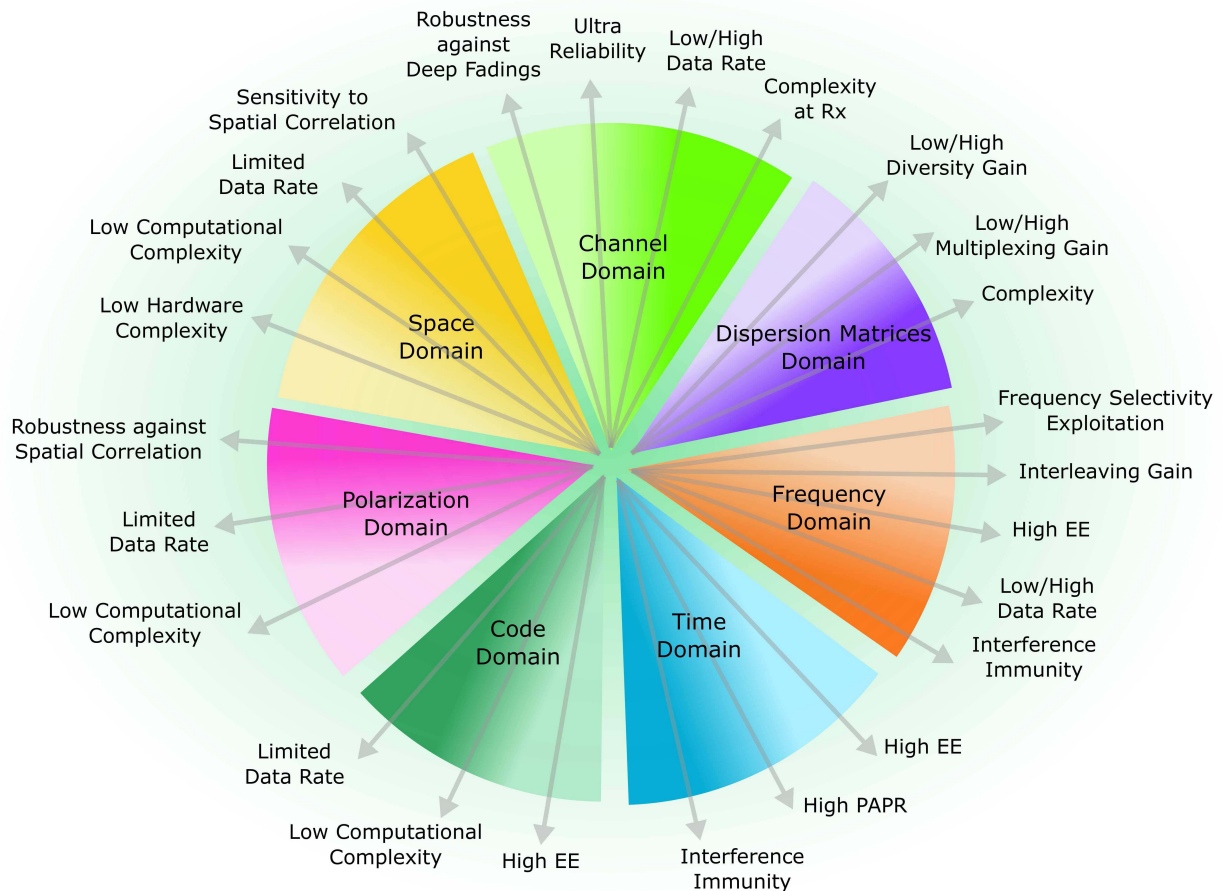 Robustness
against
Deep Fadings
Ultra
Reliability
Low/High
Data Rate
Complexity
at Rx
Sensitivity to
Spatial Correlation
Limited
Data Rate
Low Computational
Complexity
Low Hardware
Complexity
Low/High
Diversity Gain
Low/High
Multiplexing Gain
Complexity
Channel
Domain
Space
Domain
Dispersion Matrices
Domain
Frequency Selectivity
Exploitation
Interleaving Gain
High EE
Low/High
Data Rate
Interference
Immunity
Frequency
Domain
Robustness against
Spatial Correlation
Limited
Data Rate
Low Computational
Complexity
Polarization
Domain
Code
Domain
Time
Domain
Limited
Data Rate
Low Computational
Complexity
High EE
High EE
High PAPR
Interference
Immunity